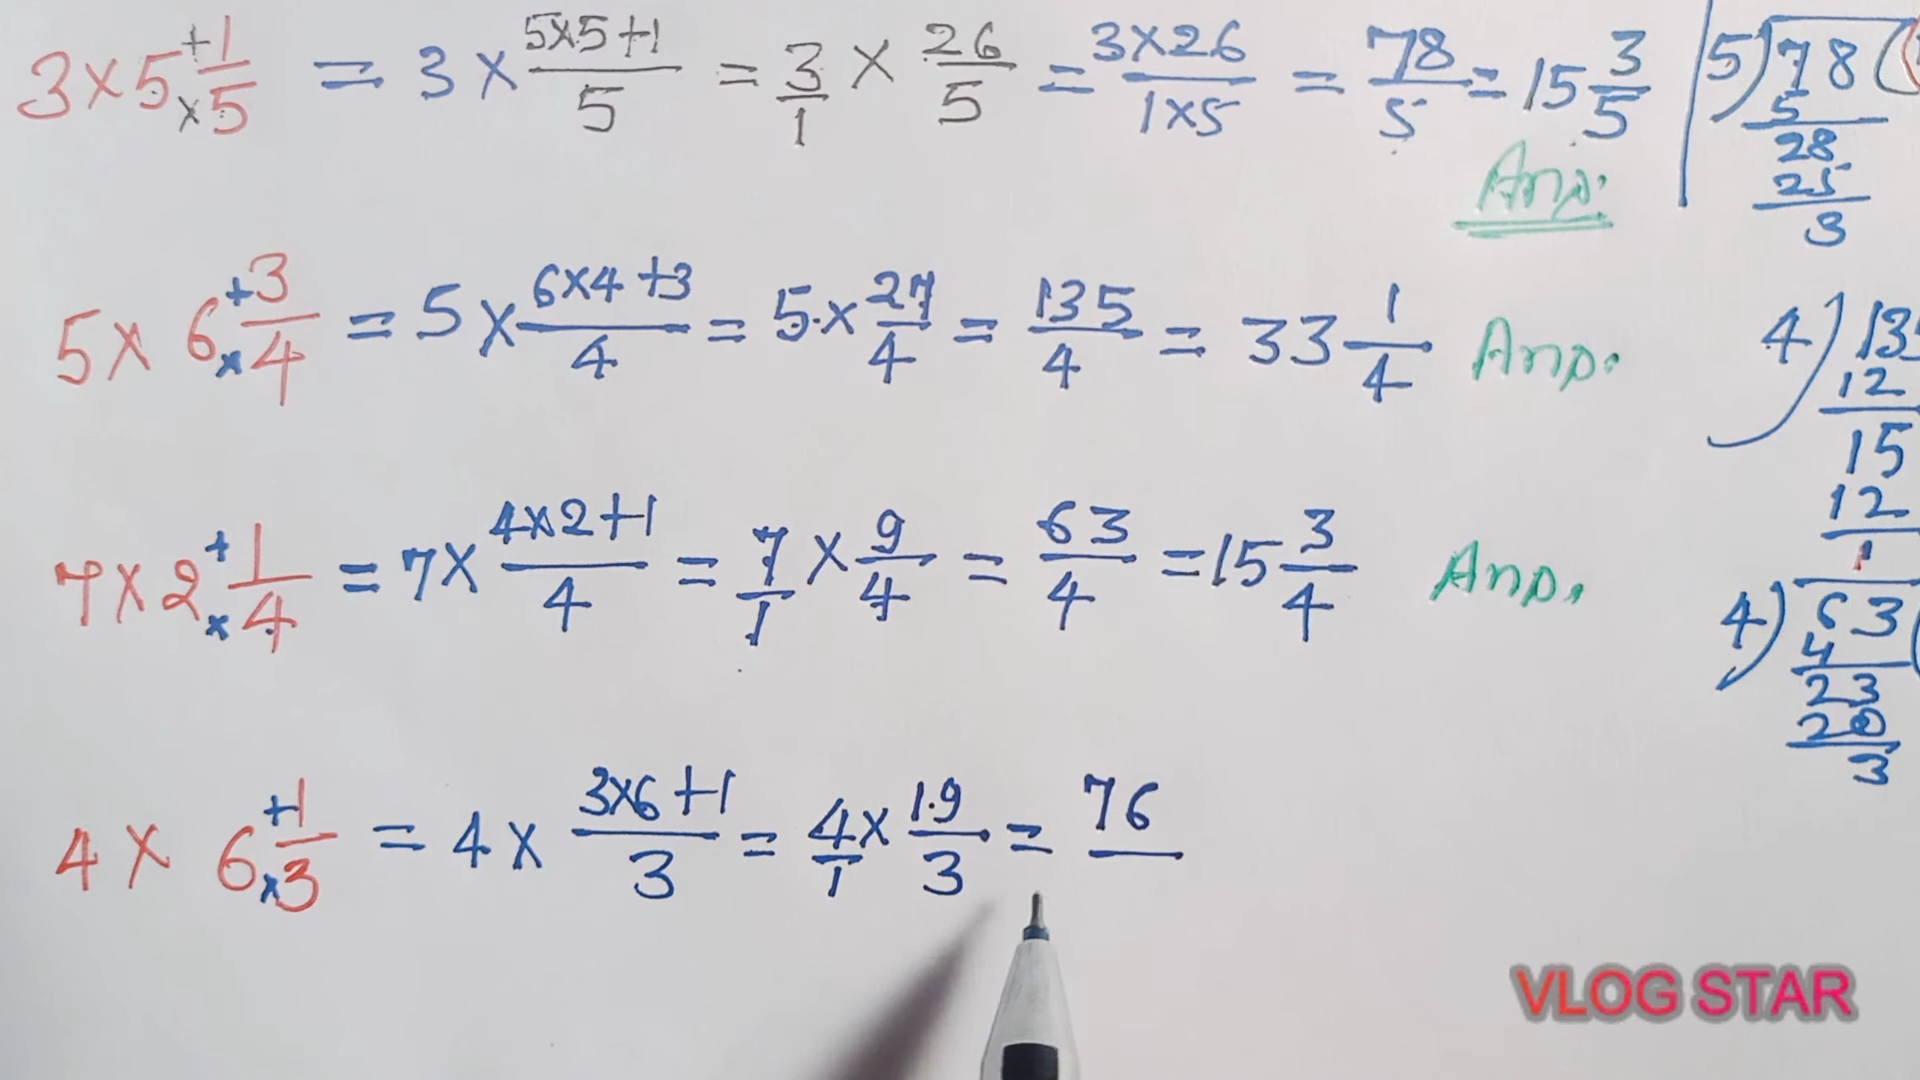 3 × 5 + 1/× 5 = 3 × (5×5+1)/5 = 3/1 × 26/5 = (3×26)/(1×5) = 78/5 = 15 3/5
Ans.
5)78(
5
28
25
3
5 × 6 + 3/× 4 = 5 × (6×4+3)/4 = 5.× 27/4 = 135/4 = 33 1/4 Ans.
4)135
12
15
12
1
7 × 2 + 1/× 4 = 7 × (4×2+1)/4 = 7/1 × 9/4 = 63/4 = 15 3/4 Ans.
4)63(
4
23
20
3
4 × 6 + 1/× 3 = 4 × (3×6+1)/3 = 4/1 × 19/3 = 76/
VLOG STAR